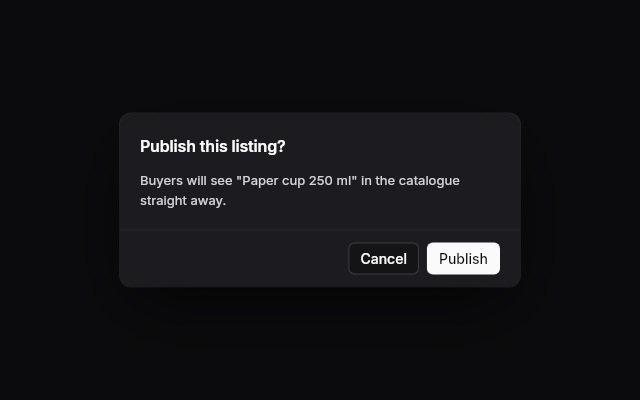 Publish this listing?
Buyers will see "Paper cup 250 ml" in the catalogue
straight away.
Cancel
Publish